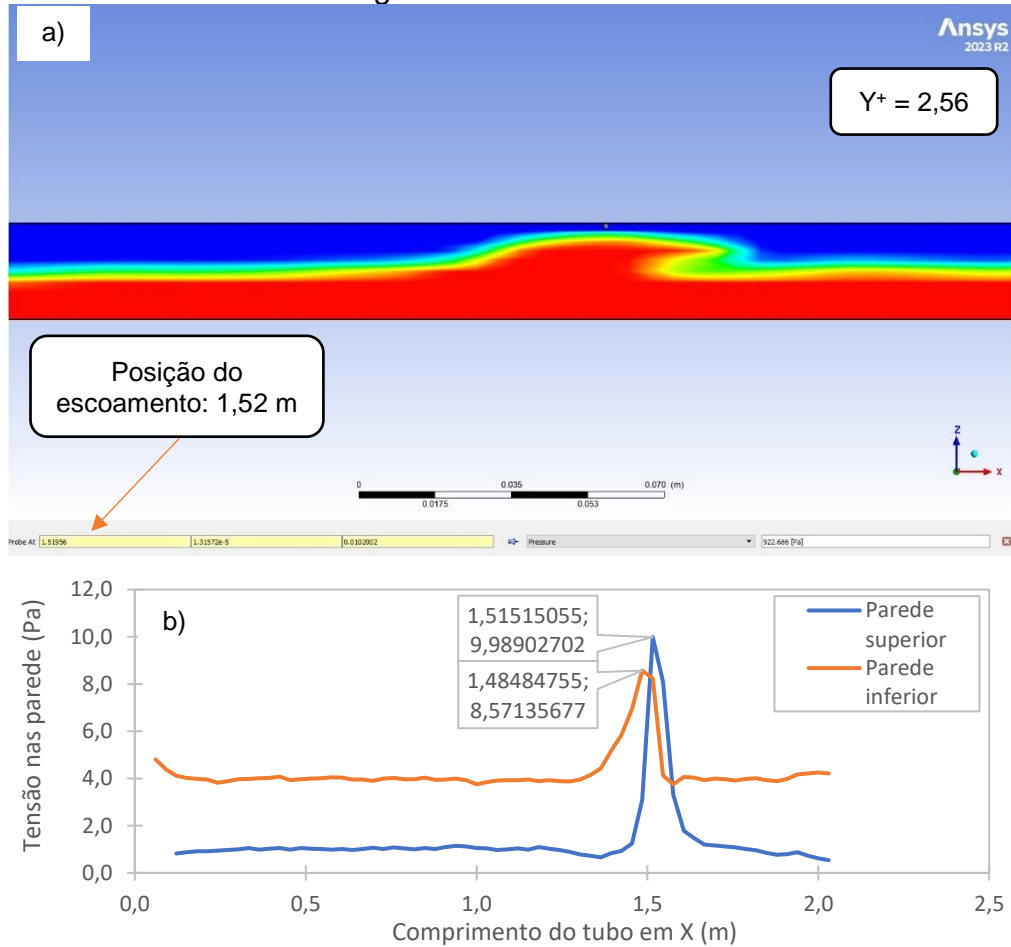 a)
Ansys
2023 R2
Y+ = 2,56
Posição do
escoamento: 1,52 m
Z
X
0
0.035
0.070 (m)
0.0175
0.053
Probe At
1.51956
1.31572e-5
0.0102002
Pressure
922.686 [Pa]
b)
Tensão nas parede (Pa)
12,0
10,0
8,0
6,0
4,0
2,0
0,0
1,51515055;
9,98902702
1,48484755;
8,57135677
Parede
superior
Parede
inferior
0,0
0,5
1,0
1,5
2,0
2,5
Comprimento do tubo em X (m)